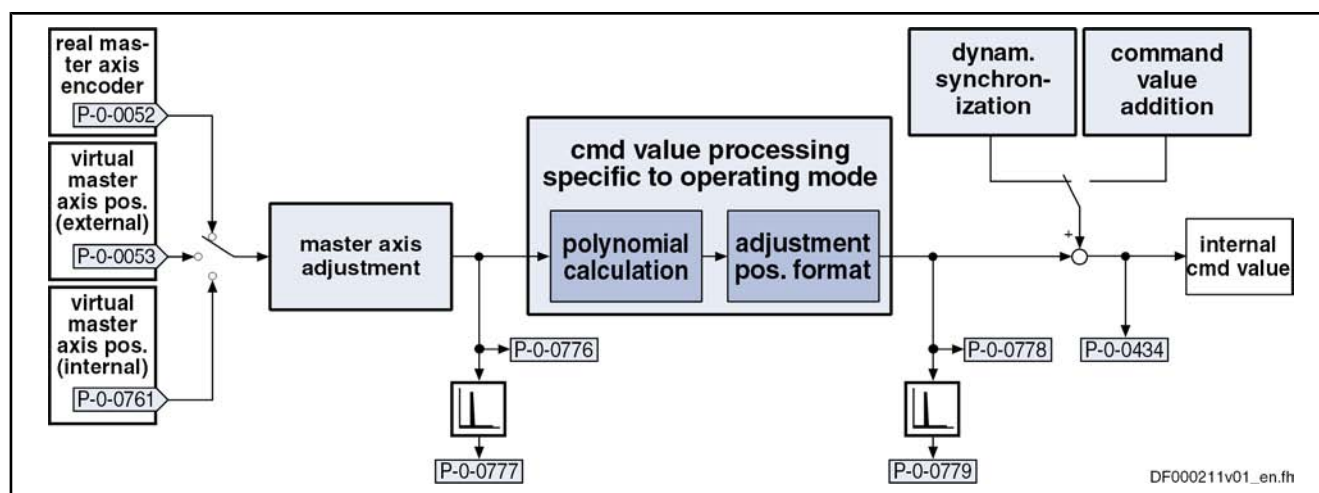 real mas-
ter axis
encoder
P-0-0052
virtual
master
axis pos.
(external)
P-0-0053
virtual
master
axis pos.
(internal)
P-0-0761
master axis
adjustment
P-0-0776
P-0-0777
cmd value processing
specific to operating mode
polynomial
calculation
adjustment
pos. format
P-0-0778
P-0-0779
dynam.
synchron-
ization
command
value
addition
+
P-0-0434
internal
cmd value
DF000211v01_en.fh